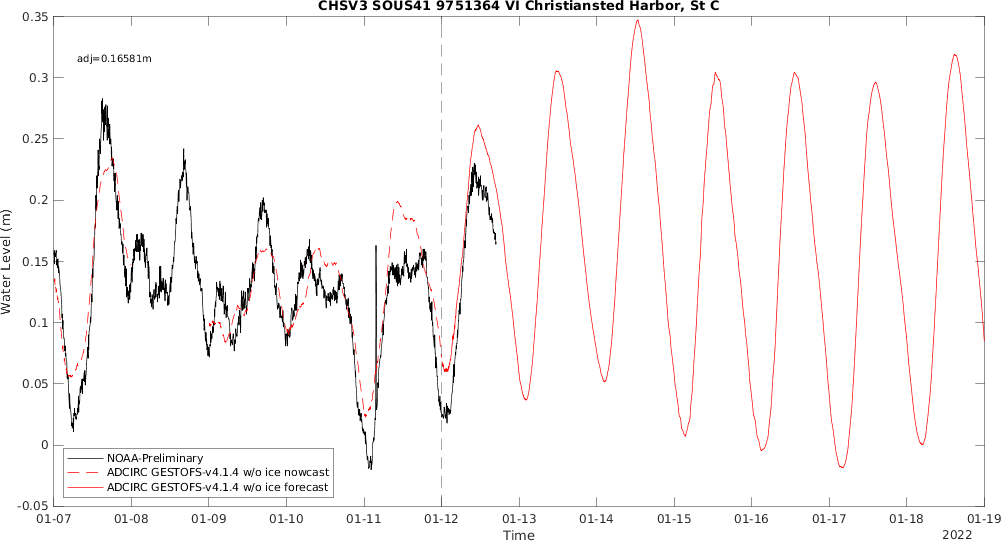 CHSV3 SOUS41 9751364 VI Christiansted Harbor, St C
adj=0.16581m
0.35
0.3
0.25
0.2
0.15
0.1
0.05
0
-0.05
Water Level (m)
NOAA-Preliminary
ADCIRC GESTOFS-v4.1.4 w/o ice nowcast
ADCIRC GESTOFS-v4.1.4 w/o ice forecast
01-07 01-08 01-09 01-10 01-11 01-12 01-13 01-14 01-15 01-16 01-17 01-18 01-19
Time
2022